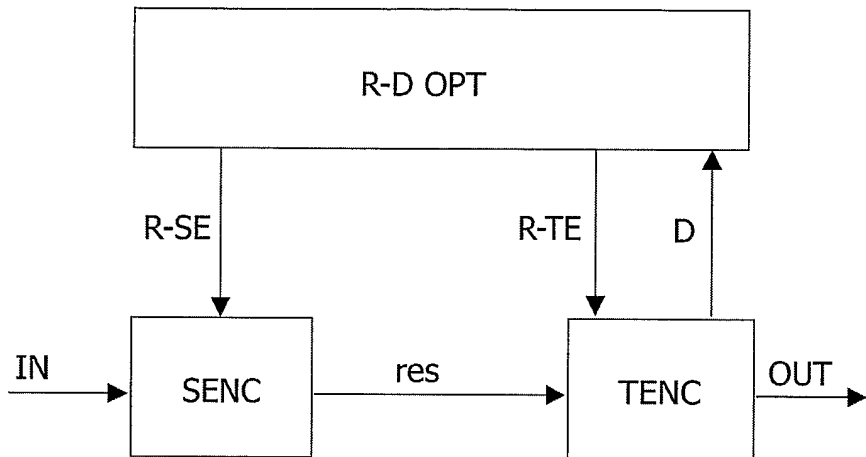 R-D OPT
R-SE
R-TE
D
IN
SENC
res
TENC
OUT